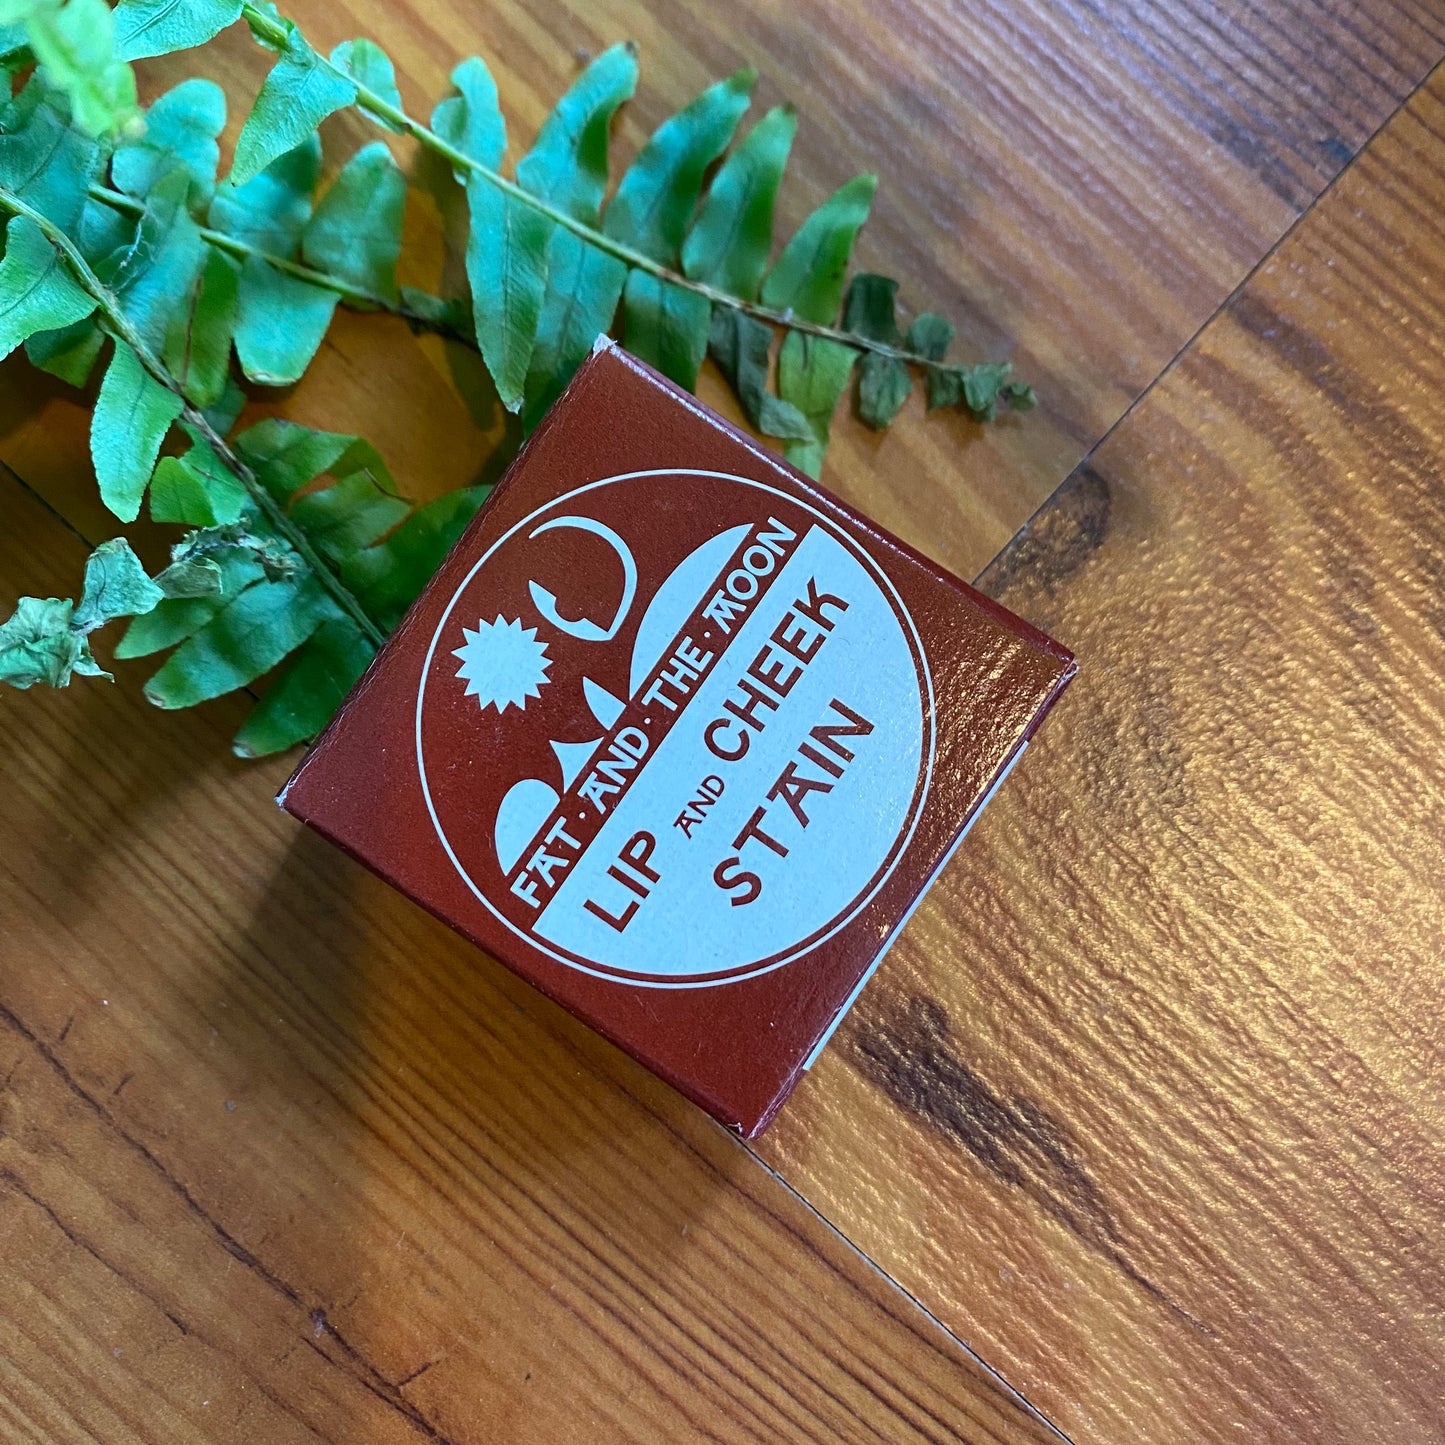 FAT · AND · THE · MOON
LIP AND CHEEK
STAIN